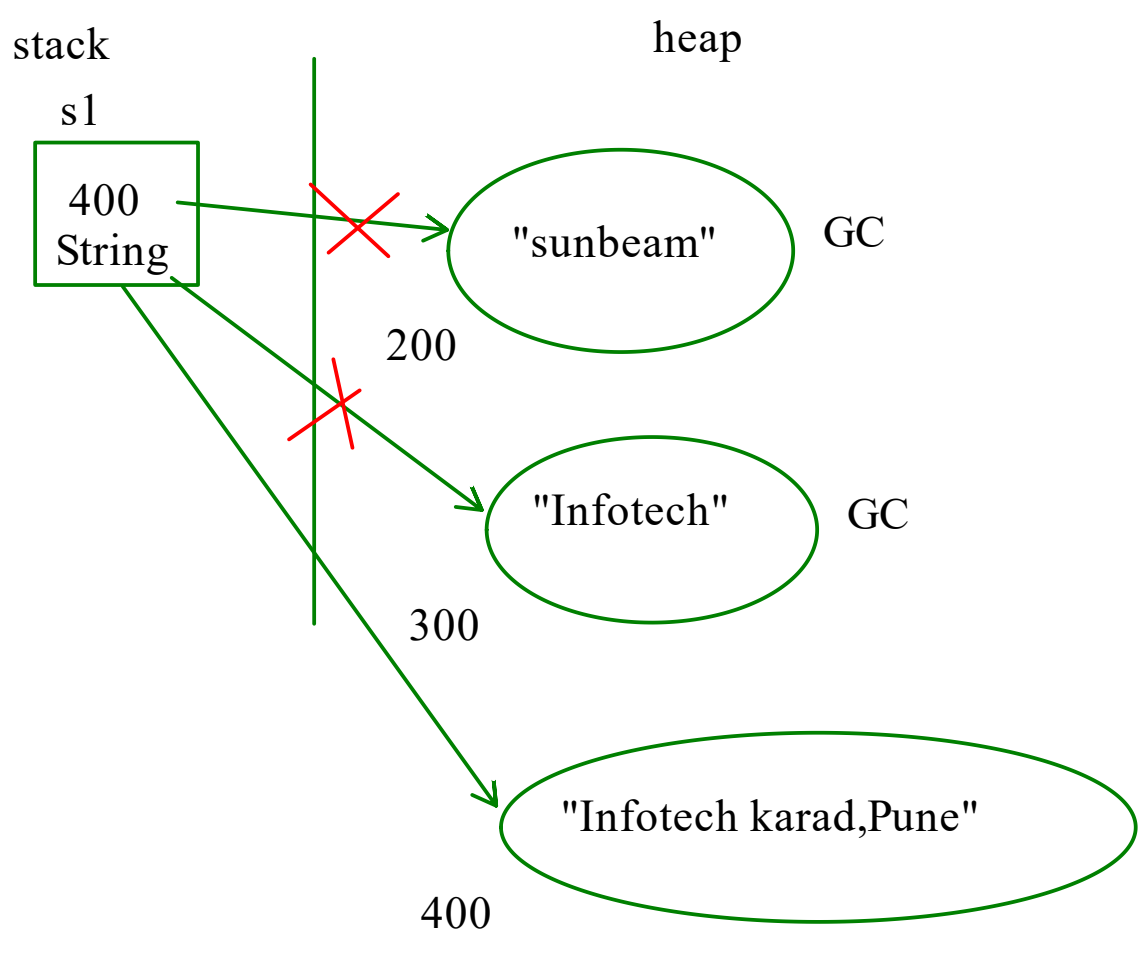 stack
heap
s1
400
String
"sunbeam"
GC
200
"Infotech"
GC
300
"Infotech karad,Pune"
400